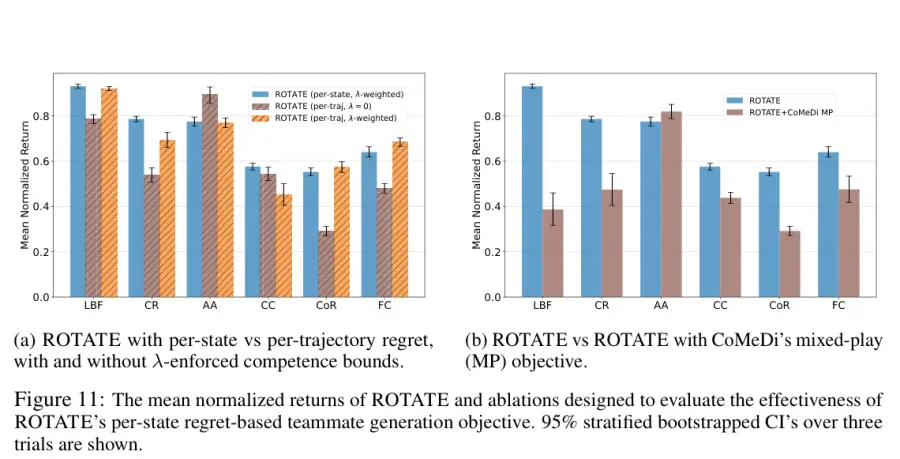 Mean Normalized Return
0.8
0.6
0.4
0.2
0.0
ROTATE (per-state, λ-weighted)
ROTATE (per-traj, λ = 0)
ROTATE (per-traj, λ-weighted)
LBF CR AA CC CoR FC
(a) ROTATE with per-state vs per-trajectory regret,
with and without λ-enforced competence bounds.
Mean Normalized Return
0.8
0.6
0.4
0.2
0.0
ROTATE
ROTATE+CoMeDi MP
LBF CR AA CC CoR FC
(b) ROTATE vs ROTATE with CoMeDi's mixed-play
(MP) objective.
Figure 11: The mean normalized returns of ROTATE and ablations designed to evaluate the effectiveness of
ROTATE's per-state regret-based teammate generation objective. 95% stratified bootstrapped CI's over three
trials are shown.